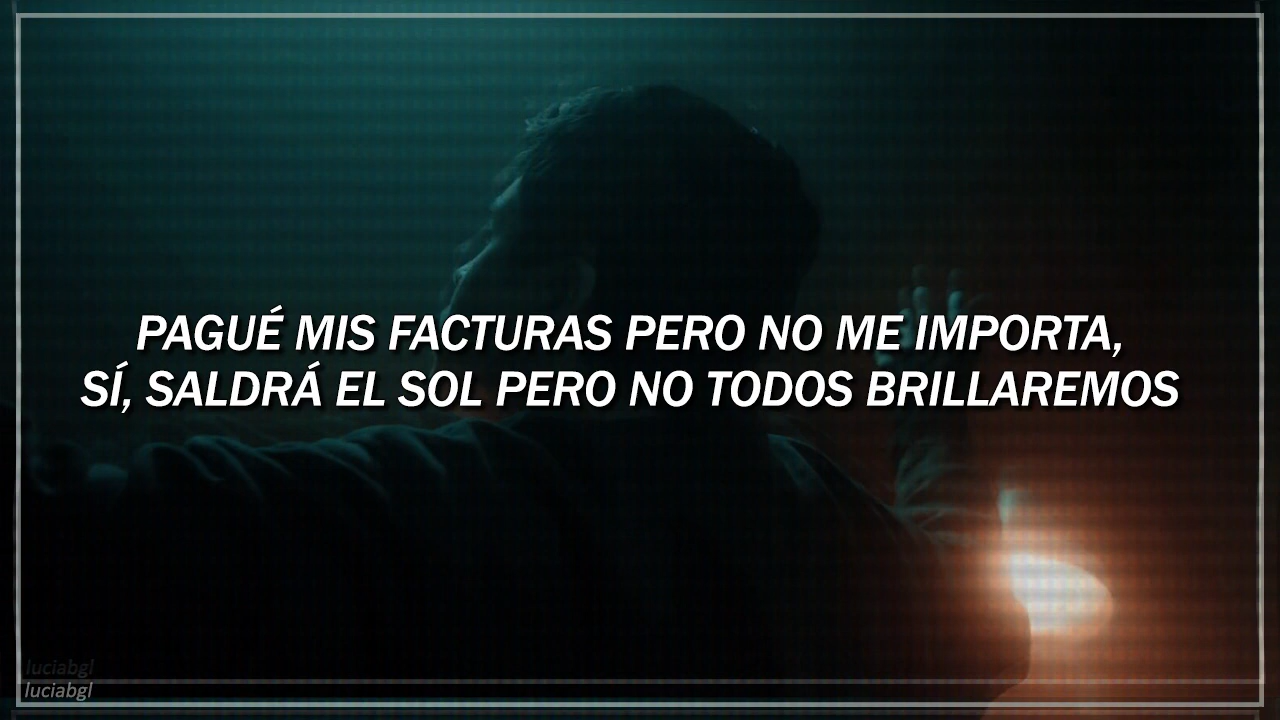 PAGUÉ MIS FACTURAS PERO NO ME IMPORTA,
SÍ, SALDRÁ EL SOL PERO NO TODOS BRILLAREMOS
luciabgl
luciabgl